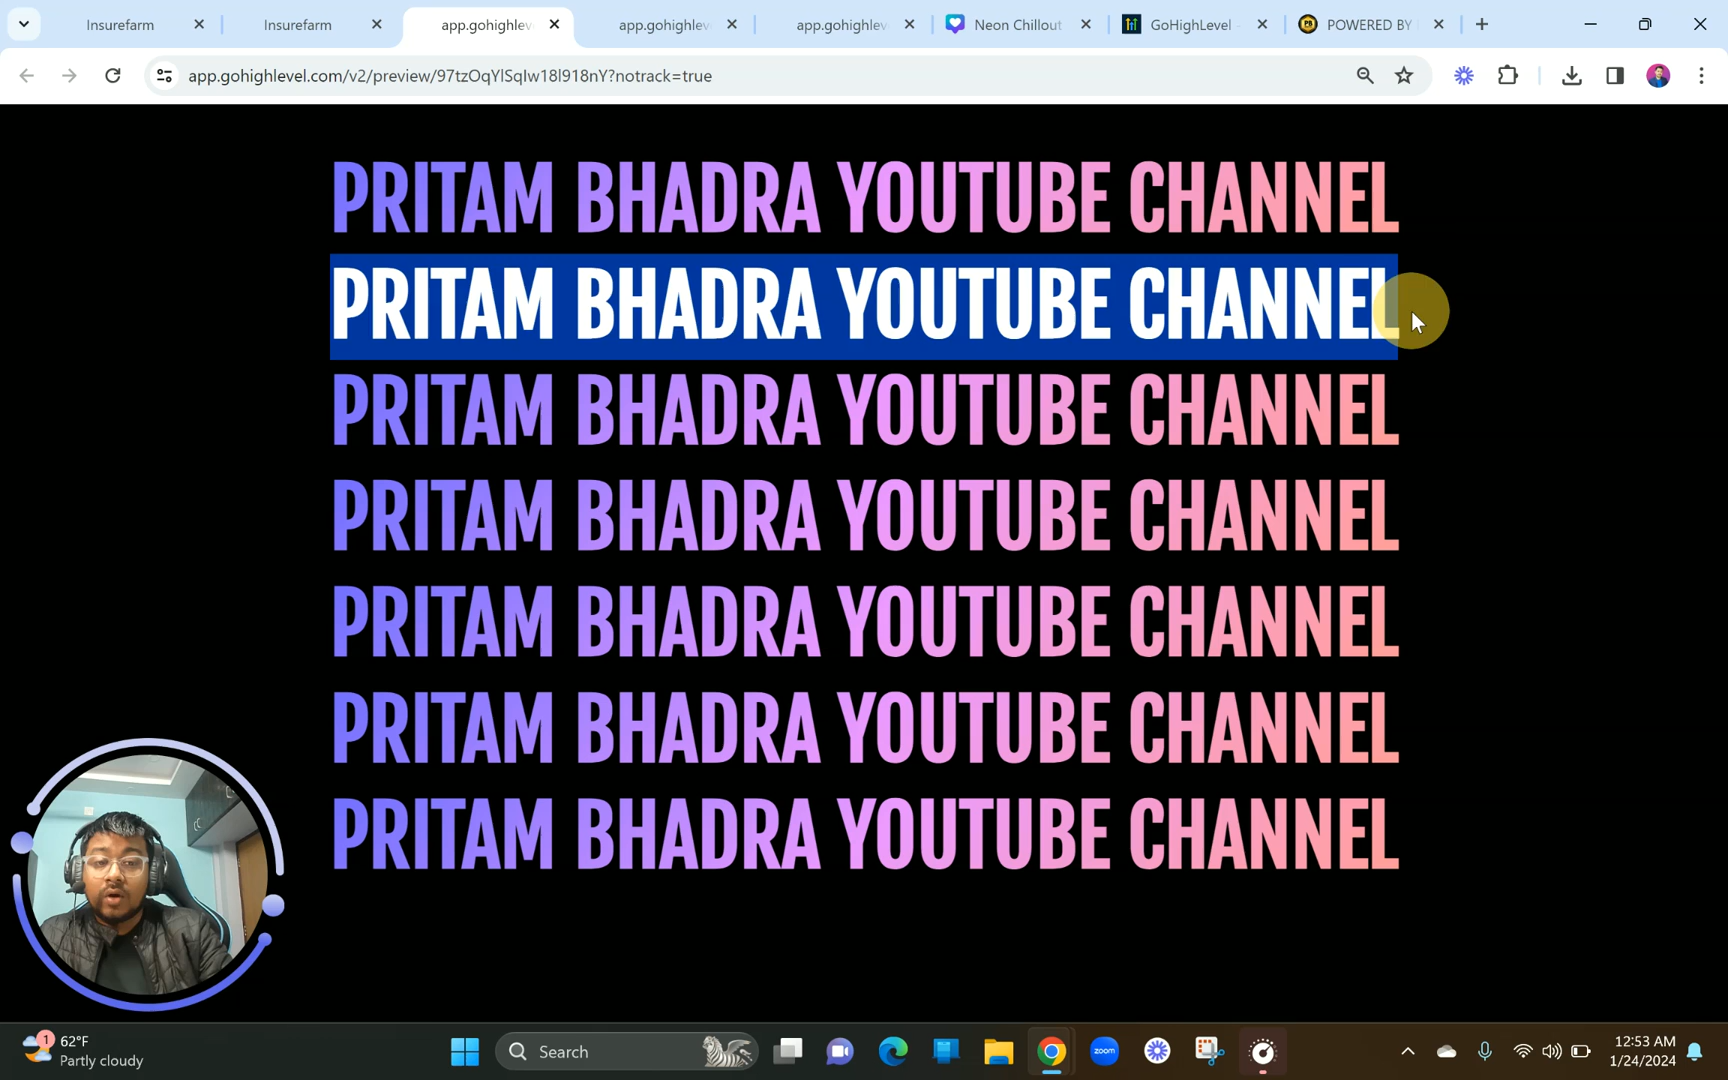 Insurefarm
Insurefarm
app.gohighlev
app.gohighlev
app.gohighlev
Neon Chillout
GoHighLevel -
POWERED BY
app.gohighlevel.com/v2/preview/97tzOqYlSqIw18l918nY?notrack=true
PRITAM BHADRA YOUTUBE CHANNEL
PRITAM BHADRA YOUTUBE CHANNEL
PRITAM BHADRA YOUTUBE CHANNEL
PRITAM BHADRA YOUTUBE CHANNEL
PRITAM BHADRA YOUTUBE CHANNEL
PRITAM BHADRA YOUTUBE CHANNEL
PRITAM BHADRA YOUTUBE CHANNEL
1
62°F
Partly cloudy
Search
zoom
12:53 AM
1/24/2024